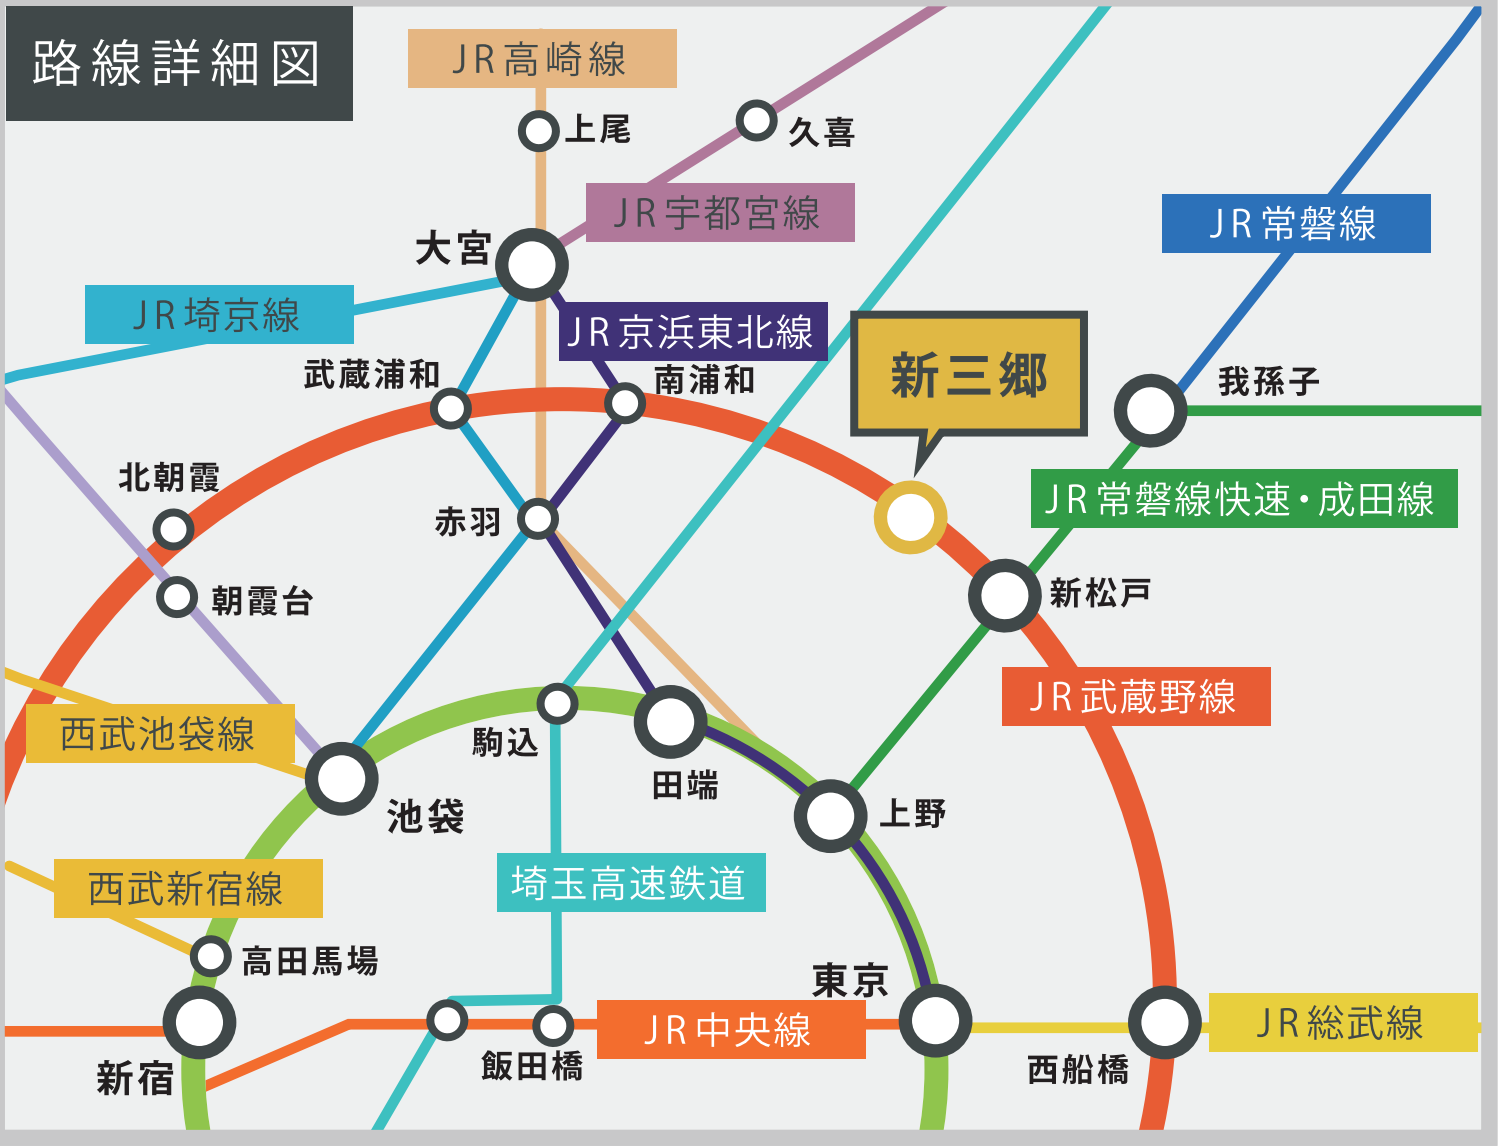 路線詳細図
JR高崎線
上尾
久喜
JR宇都宮線
JR常磐線
大宮
JR埼京線
JR京浜東北線
武蔵浦和
南浦和
新三郷
我孫子
北朝霞
JR常磐線快速・成田線
赤羽
朝霞台
新松戸
JR武蔵野線
西武池袋線
駒込
田端
池袋
上野
埼玉高速鉄道
西武新宿線
高田馬場
東京
JR中央線
JR総武線
飯田橋
西船橋
新宿